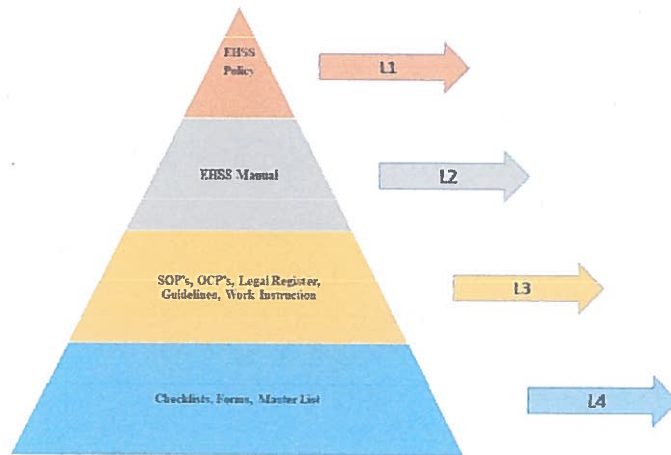 EHSS
Policy
L1
EHSS Manual
L2
SOP's, OCP's, Legal Register,
Guidelines, Work Instruction
L3
Checklists, Forms, Master List
L4